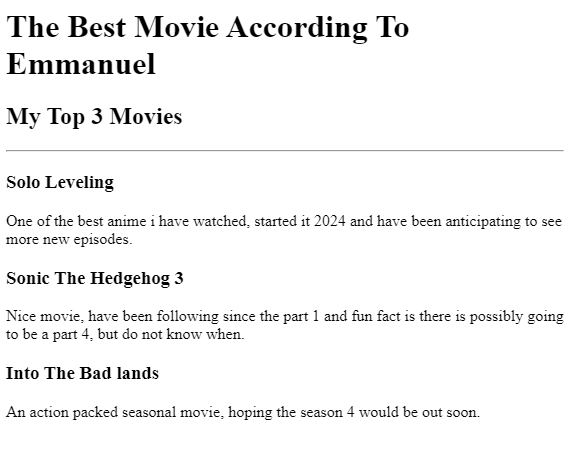 The Best Movie According To
Emmanuel
My Top 3 Movies
Solo Leveling
One of the best anime i have watched, started it 2024 and have been anticipating to see
more new episodes.
Sonic The Hedgehog 3
Nice movie, have been following since the part 1 and fun fact is there is possibly going
to be a part 4, but do not know when.
Into The Bad lands
An action packed seasonal movie, hoping the season 4 would be out soon.